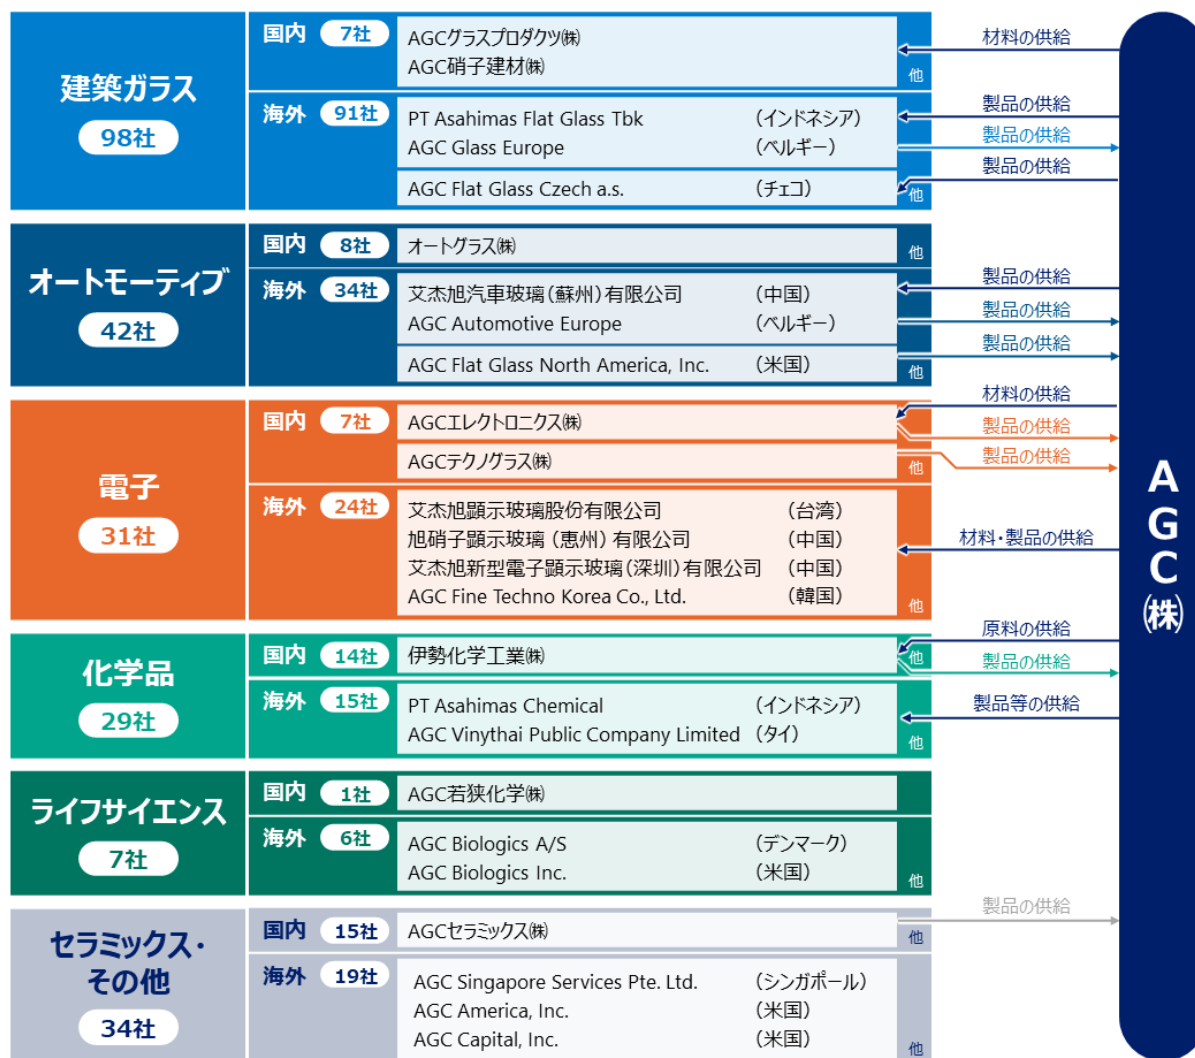 建築ガラス
98社
国内 7社
AGCグラスプロダクツ㈱
AGC硝子建材㈱
他
材料の供給
海外 91社
PT Asahimas Flat Glass Tbk (インドネシア)
AGC Glass Europe (ベルギー)
AGC Flat Glass Czech a.s. (チェコ)
他
製品の供給
製品の供給
製品の供給
オートモーティブ
42社
国内 8社
オートグラス㈱
他
海外 34社
艾杰旭汽車玻璃(蘇州)有限公司 (中国)
AGC Automotive Europe (ベルギー)
AGC Flat Glass North America, Inc. (米国)
他
製品の供給
製品の供給
製品の供給
電子
31社
国内 7社
AGCエレクトロニクス㈱
AGCテクノグラス㈱
他
材料の供給
製品の供給
製品の供給
海外 24社
艾杰旭顕示玻璃股份有限公司 (台湾)
旭硝子顕示玻璃 (恵州) 有限公司 (中国)
艾杰旭新型電子顕示玻璃(深圳)有限公司 (中国)
AGC Fine Techno Korea Co., Ltd. (韓国)
他
材料・製品の供給
化学品
29社
国内 14社
伊勢化学工業㈱
他
原料の供給
製品の供給
海外 15社
PT Asahimas Chemical (インドネシア)
AGC Vinythai Public Company Limited (タイ)
他
製品等の供給
ライフサイエンス
7社
国内 1社
AGC若狭化学㈱
海外 6社
AGC Biologics A/S (デンマーク)
AGC Biologics Inc. (米国)
他
セラミックス・
その他
34社
国内 15社
AGCセラミックス㈱
他
製品の供給
海外 19社
AGC Singapore Services Pte. Ltd. (シンガポール)
AGC America, Inc. (米国)
AGC Capital, Inc. (米国)
他
AGC㈱